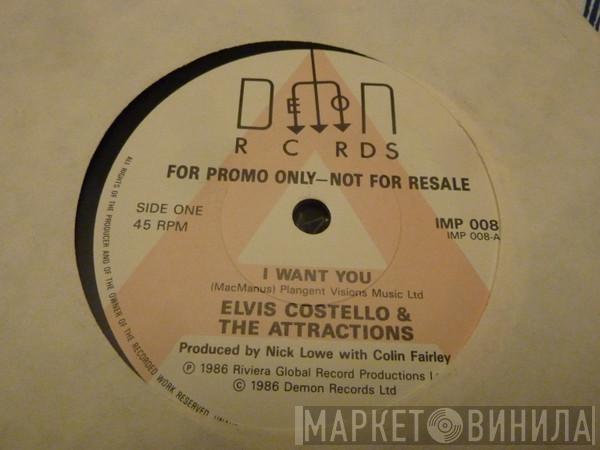 DEMON
RECORDS
FOR PROMO ONLY—NOT FOR RESALE
SIDE ONE
45 RPM
IMP 008
IMP 008-A
I WANT YOU
(MacManus) Plangent Visions Music Ltd
ELVIS COSTELLO &
THE ATTRACTIONS
Produced by Nick Lowe with Colin Fairley
Ⓟ 1986 Riviera Global Record Productions
© 1986 Demon Records Ltd
ALL RIGHTS OF THE PRODUCER AND OF THE OWNER OF THE RECORDED WORK RESERVED
МАРКЕТ ВИНИЛА